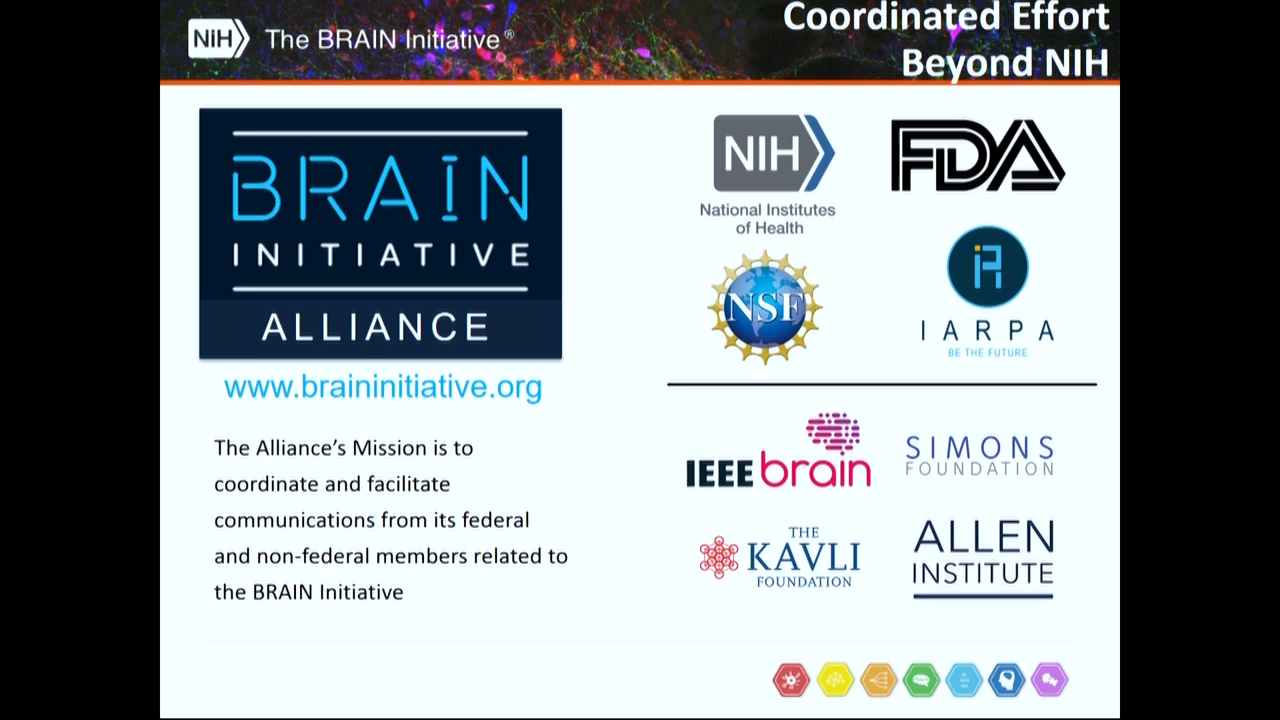 NIH The BRAIN Initiative®
Coordinated Effort
Beyond NIH
BRAIN
INITIATIVE
ALLIANCE
www.braininitiative.org
The Alliance’s Mission is to
coordinate and facilitate
communications from its federal
and non-federal members related to
the BRAIN Initiative
NIH
National Institutes
of Health
FDA
NSF
IARPA
BE THE FUTURE
IEEE brain
SIMONS
FOUNDATION
THE
KAVLI
FOUNDATION
ALLEN
INSTITUTE